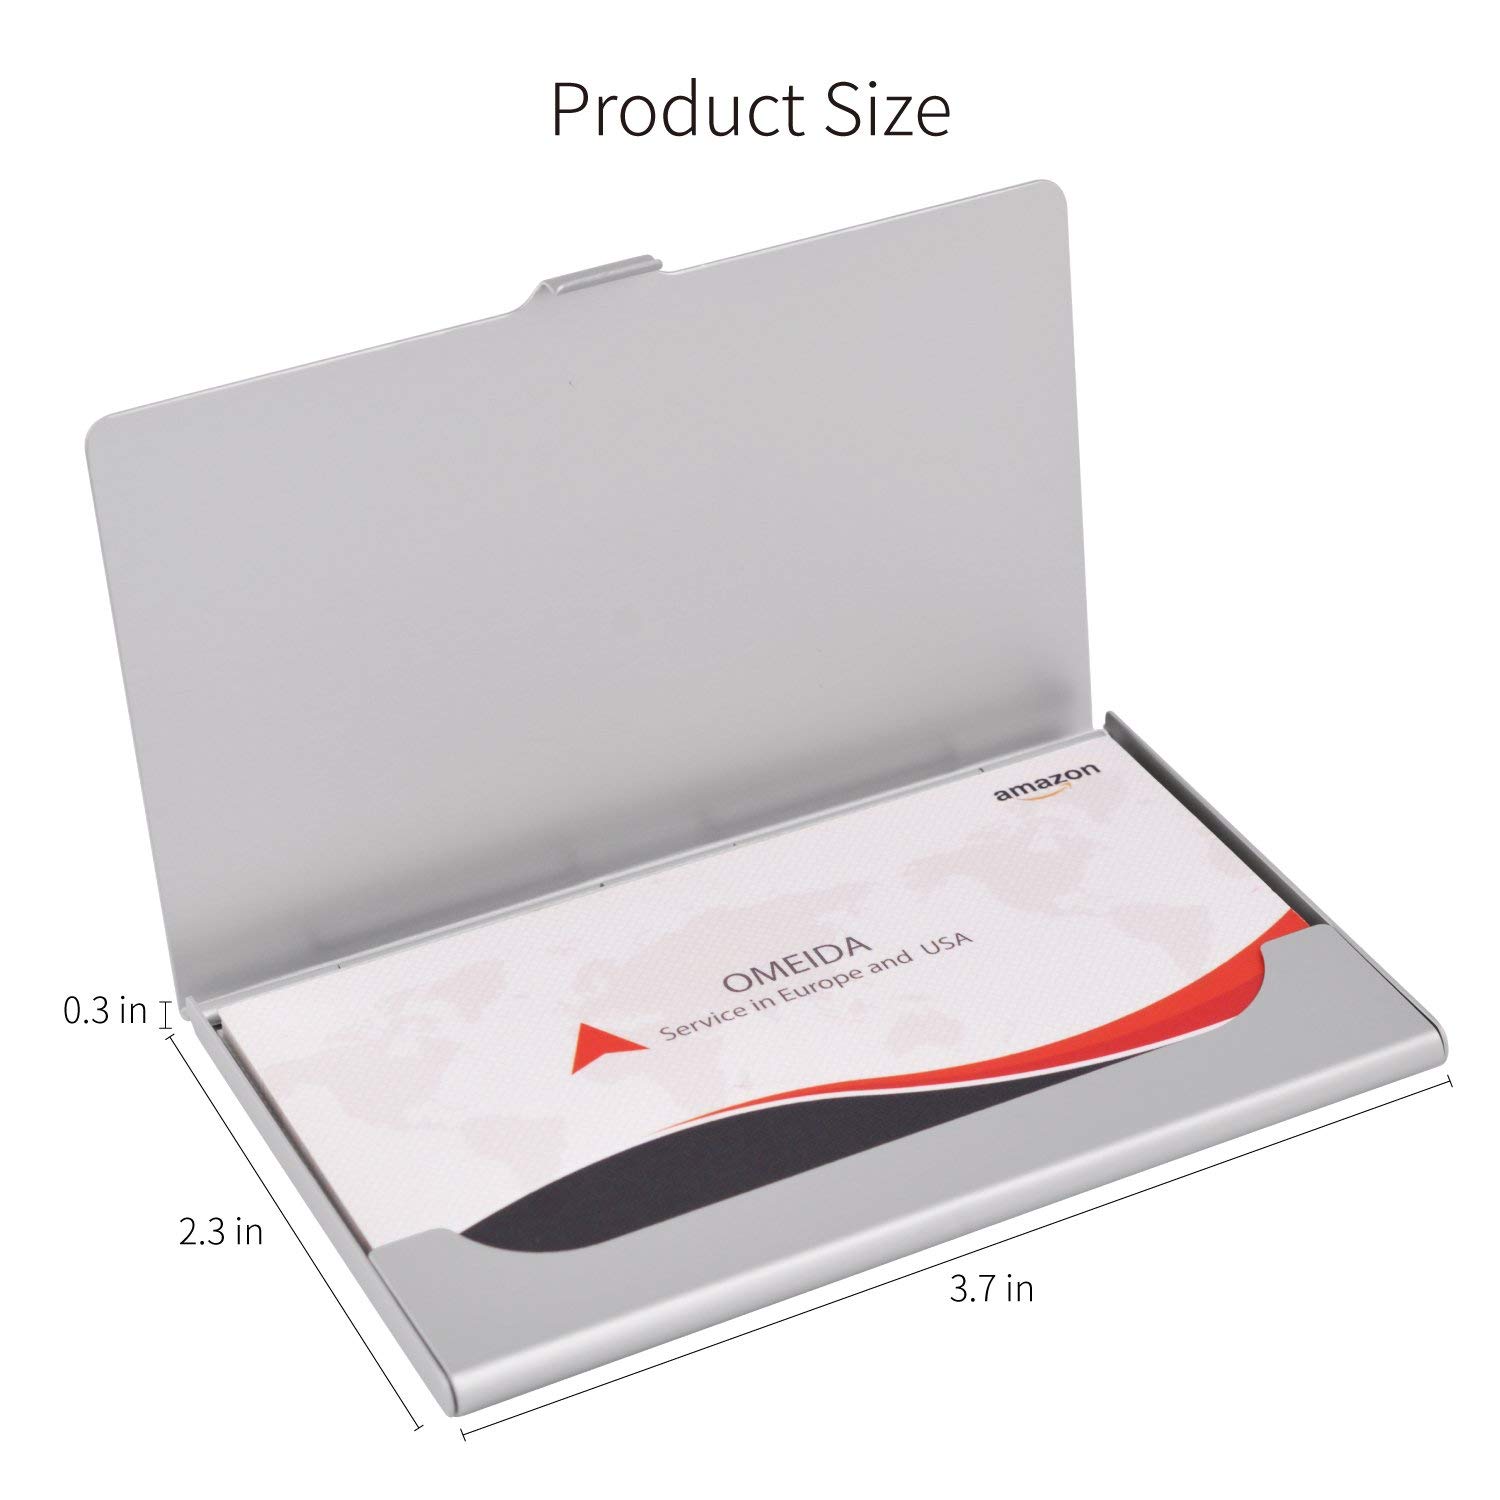 Product Size
amazon
OMEIDA
Service in Europe and USA
0.3 in
2.3 in
3.7 in